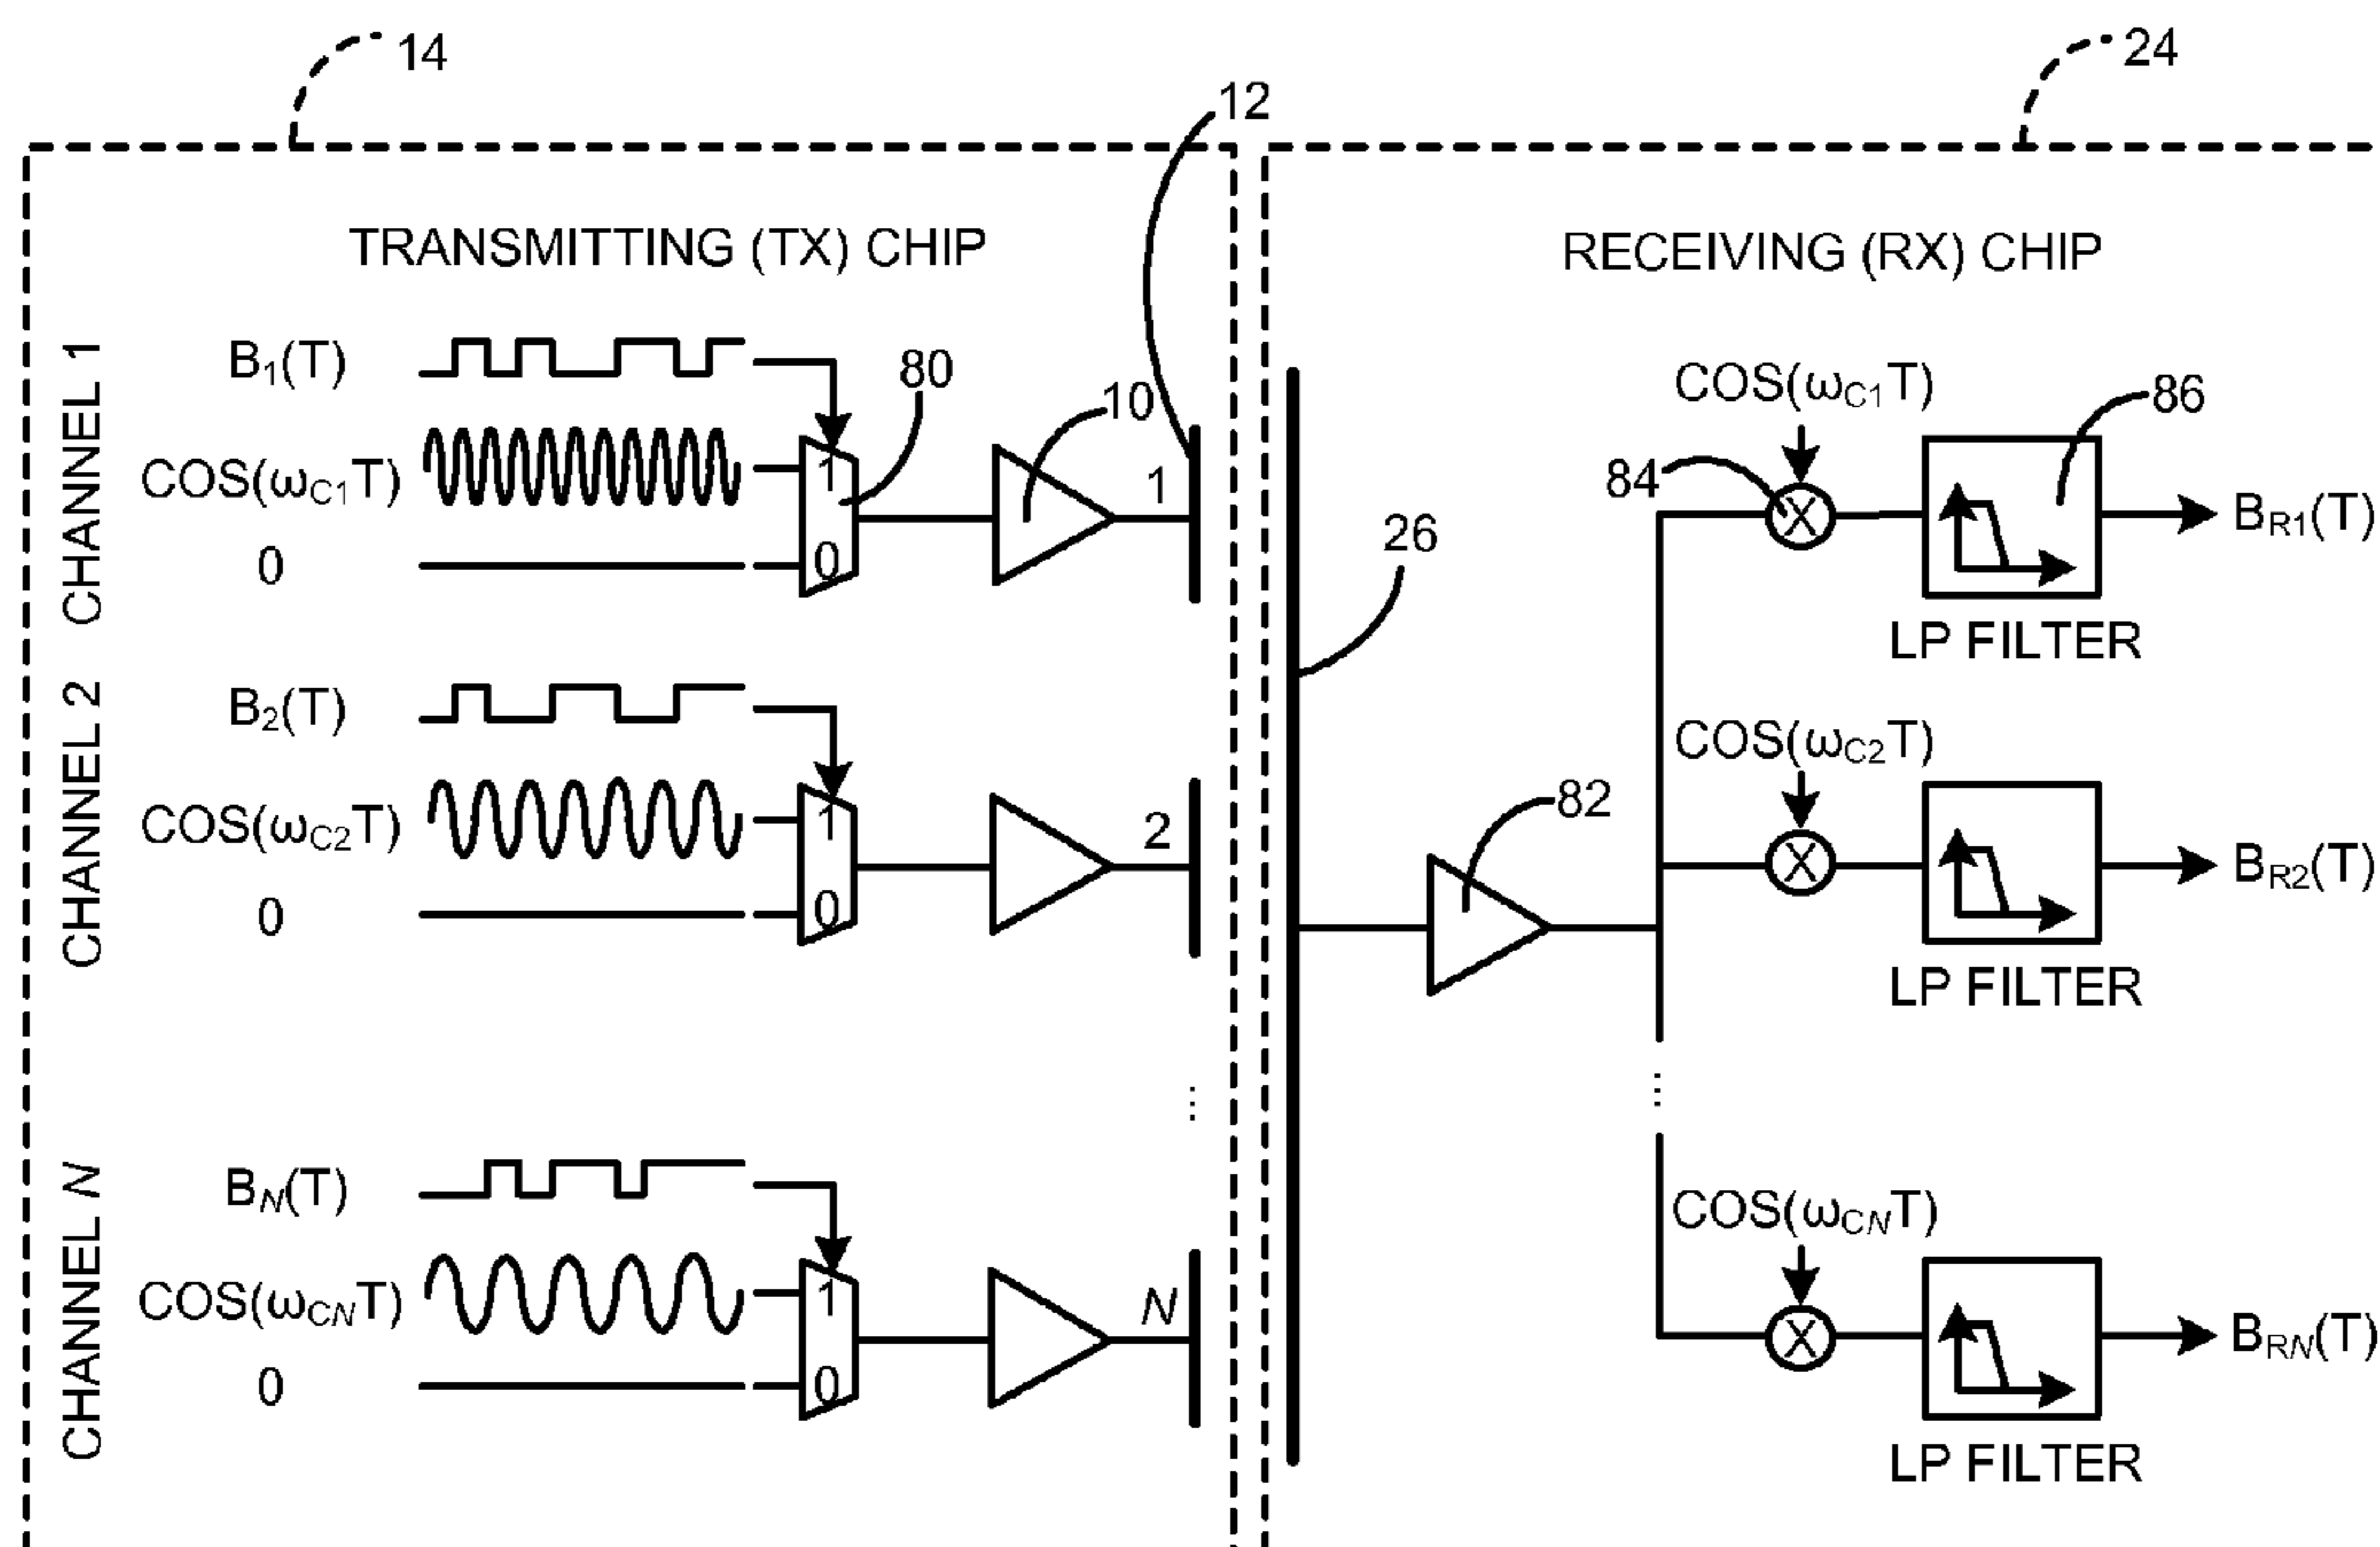 14
24
12
TRANSMITTING (TX) CHIP
RECEIVING (RX) CHIP
CHANNEL 1
B1(T)
COS(ωC1T)
0
80
1
0
10
1
26
COS(ωC1T)
84
X
86
BR1(T)
LP FILTER
CHANNEL 2
B2(T)
COS(ωC2T)
0
1
0
2
82
COS(ωC2T)
X
BR2(T)
LP FILTER
...
...
CHANNEL N
BN(T)
COS(ωCNT)
0
1
0
N
COS(ωCNT)
X
BRN(T)
LP FILTER